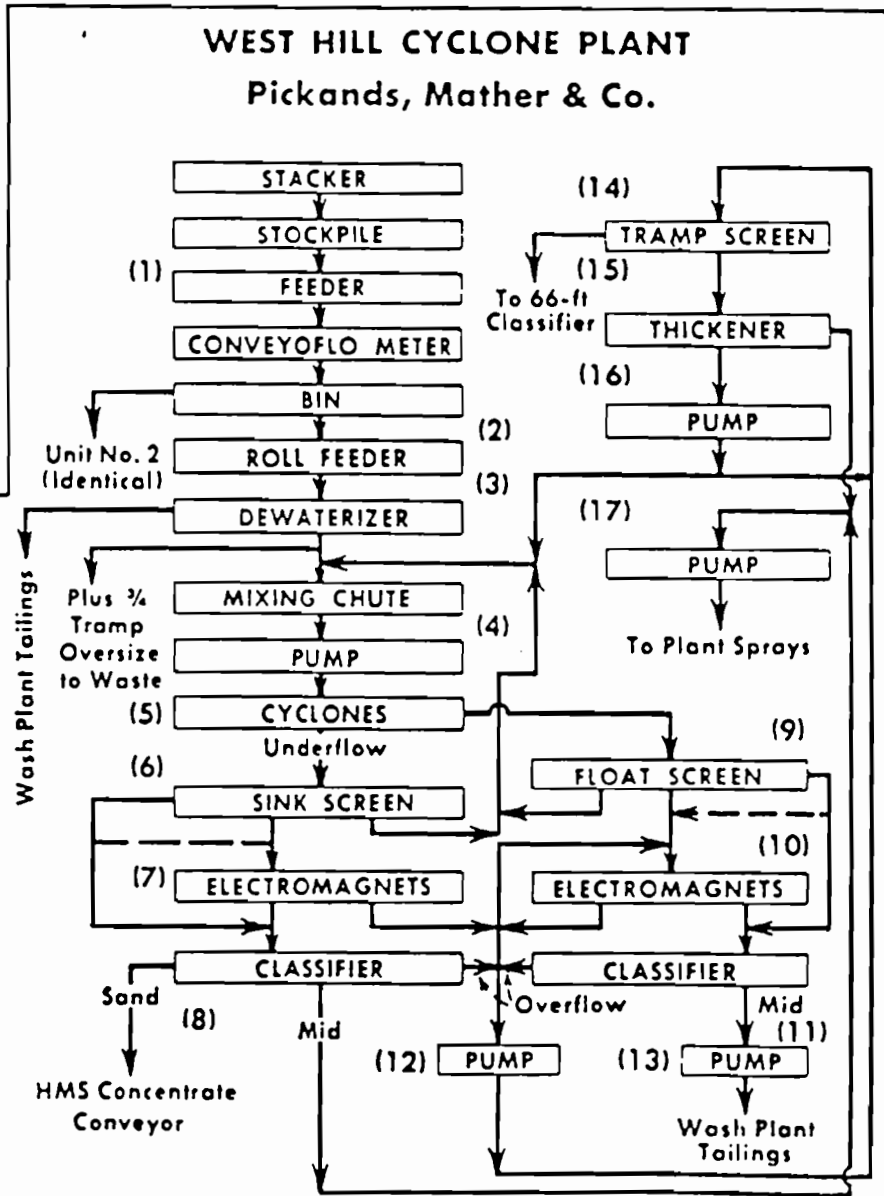 WEST HILL CYCLONE PLANT
Pickands, Mather & Co.
STACKER
STOCKPILE
(1)
FEEDER
CONVEYOFLO METER
BIN
Unit No. 2
(Identical)
(2)
ROLL FEEDER
(3)
DEWATERIZER
Wash Plant Tailings
Plus ¾
Tramp
Oversize
to Waste
MIXING CHUTE
(4)
PUMP
(5)
CYCLONES
Underflow
(6)
SINK SCREEN
(7)
ELECTROMAGNETS
CLASSIFIER
Sand
(8)
Mid
HMS Concentrate
Conveyor
(14)
TRAMP SCREEN
(15)
To 66-ft
Classifier
THICKENER
(16)
PUMP
(17)
PUMP
To Plant Sprays
(9)
FLOAT SCREEN
(10)
ELECTROMAGNETS
CLASSIFIER
Overflow
Mid
(11)
(12)
PUMP
(13)
PUMP
Wash Plant
Tailings